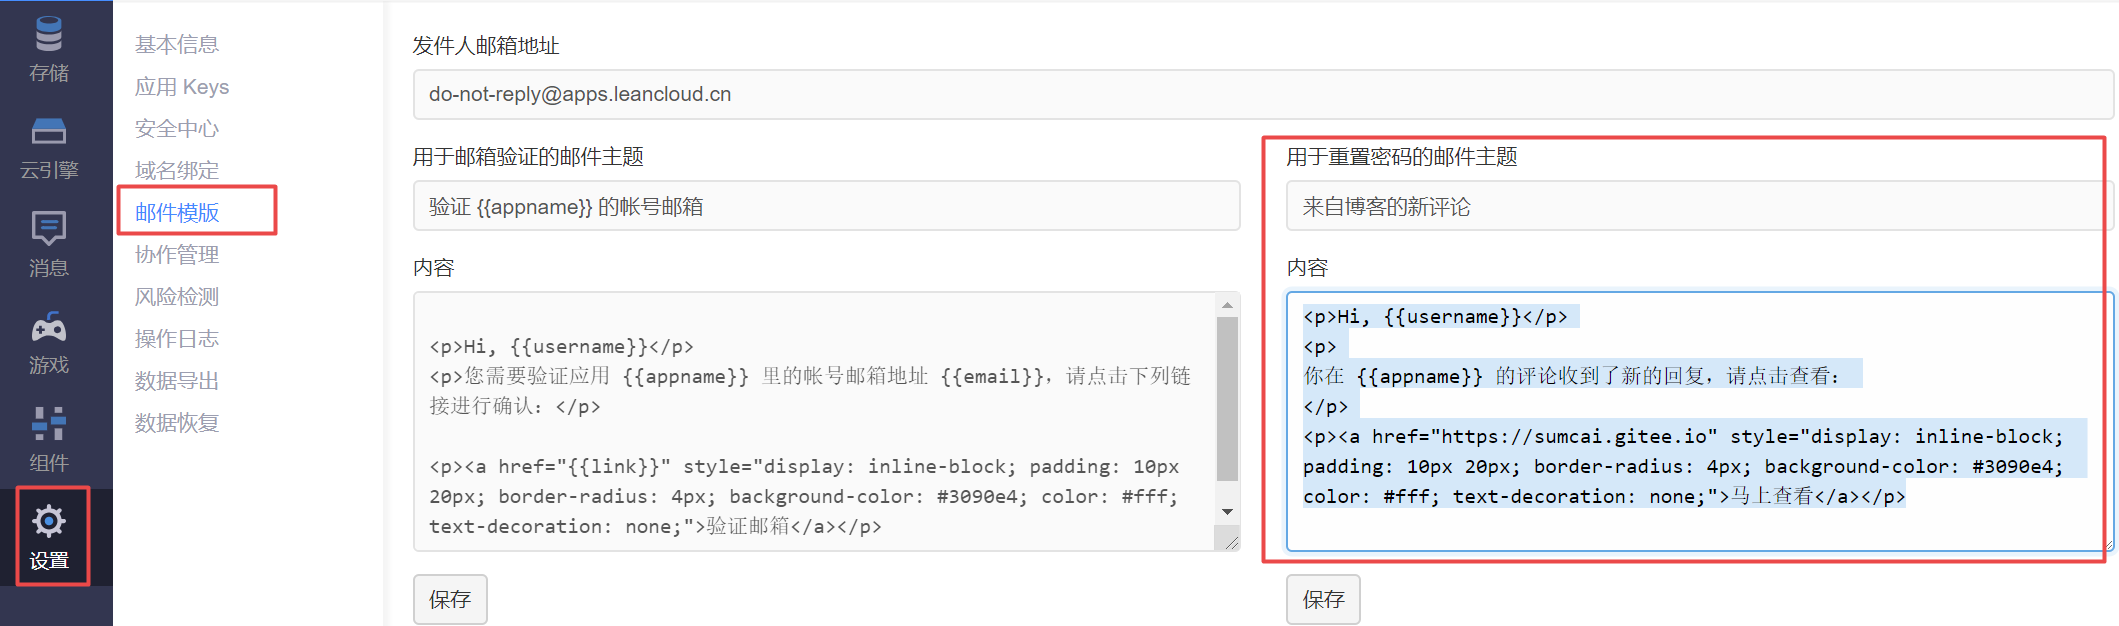 存储
云引擎
消息
游戏
组件
设置
基本信息
应用 Keys
安全中心
域名绑定
邮件模版
协作管理
风险检测
操作日志
数据导出
数据恢复
发件人邮箱地址
do-not-reply@apps.leancloud.cn
用于邮箱验证的邮件主题
验证 {{appname}} 的帐号邮箱
内容
<p>Hi, {{username}}</p>
<p>您需要验证应用 {{appname}} 里的帐号邮箱地址 {{email}}，请点击下列链
接进行确认：</p>
<p><a href="{{link}}" style="display: inline-block; padding: 10px
20px; border-radius: 4px; background-color: #3090e4; color: #fff;
text-decoration: none;">验证邮箱</a></p>
保存
用于重置密码的邮件主题
来自博客的新评论
内容
<p>Hi, {{username}}</p>
<p>
你在 {{appname}} 的评论收到了新的回复，请点击查看：
</p>
<p><a href="https://sumcai.gitee.io" style="display: inline-block;
padding: 10px 20px; border-radius: 4px; background-color: #3090e4;
color: #fff; text-decoration: none;">马上查看</a></p>
保存